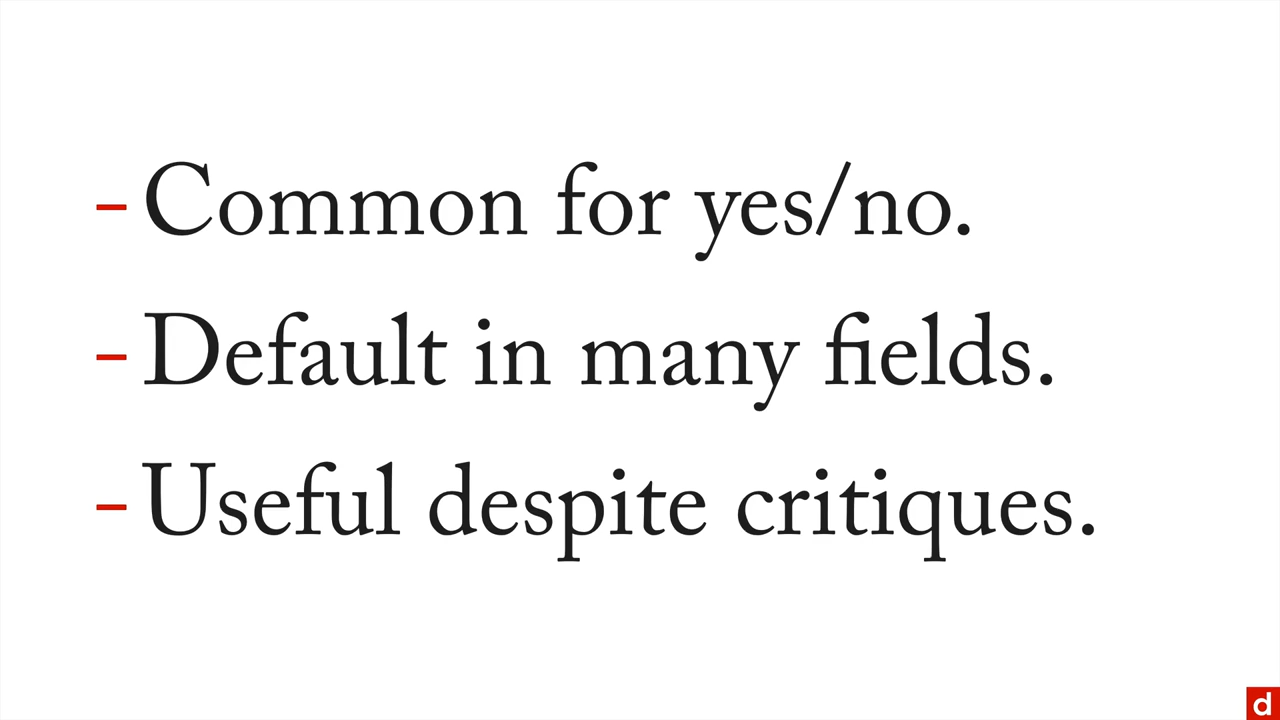 – Common for yes/no.
– Default in many fields.
– Useful despite critiques.
d